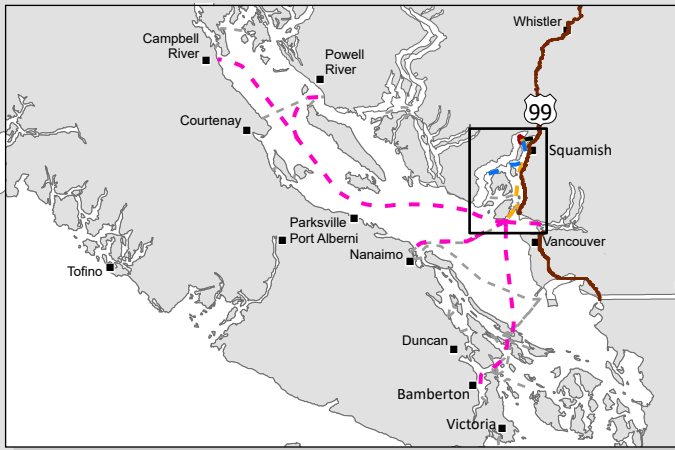 Whistler
Campbell
River
Powell
River
99
Courtenay
Squamish
Parksville
Port Alberni
Vancouver
Nanaimo
Tofino
Duncan
Bamberton
Victoria